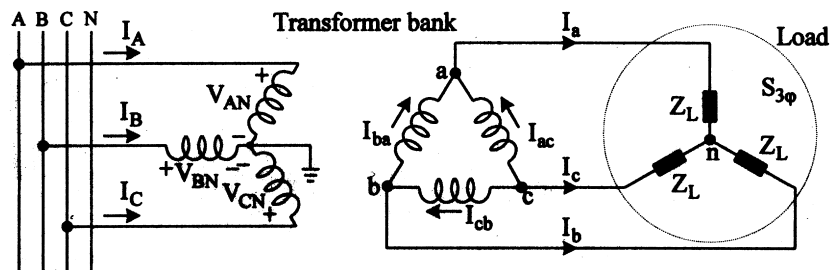 A B C N
Transformer bank
I_A
I_B
I_C
+ V_AN -
+ V_BN -
- V_CN +
a
b
c
I_ba
I_ac
I_cb
I_a
I_c
I_b
Load
S_3φ
Z_L
n
Z_L
Z_L